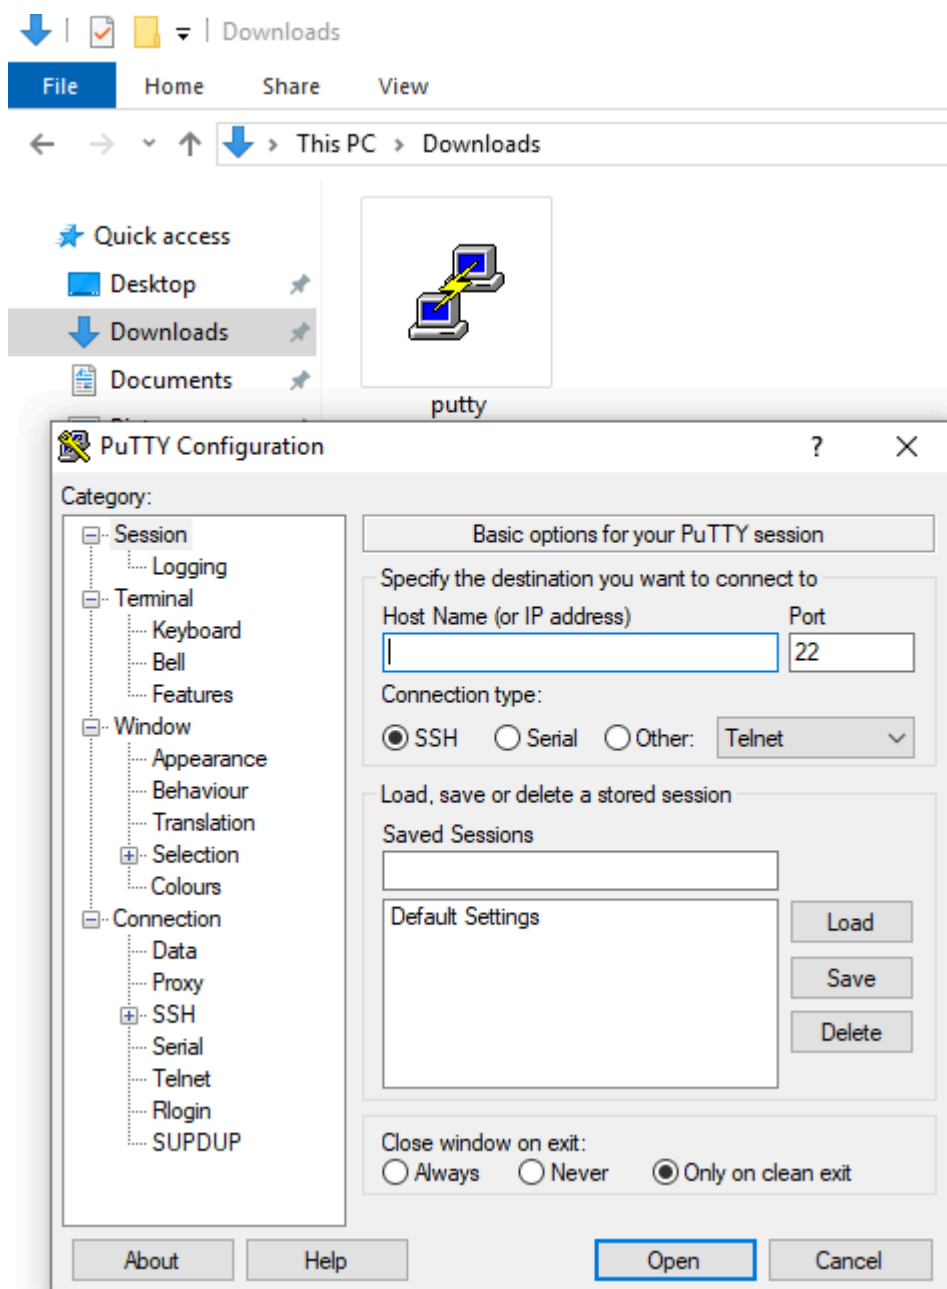 Downloads
File Home Share View
This PC > Downloads
Quick access
Desktop
Downloads
Documents
putty
PuTTY Configuration ?
Category:
Session
Logging
Terminal
Keyboard
Bell
Features
Window
Appearance
Behaviour
Translation
Selection
Colours
Connection
Data
Proxy
SSH
Serial
Telnet
Rlogin
SUPDUP
Basic options for your PuTTY session
Specify the destination you want to connect to
Host Name (or IP address) Port
22
Connection type:
SSH Serial Other: Telnet
Load, save or delete a stored session
Saved Sessions
Default Settings
Load
Save
Delete
Close window on exit:
Always Never Only on clean exit
About Help Open Cancel